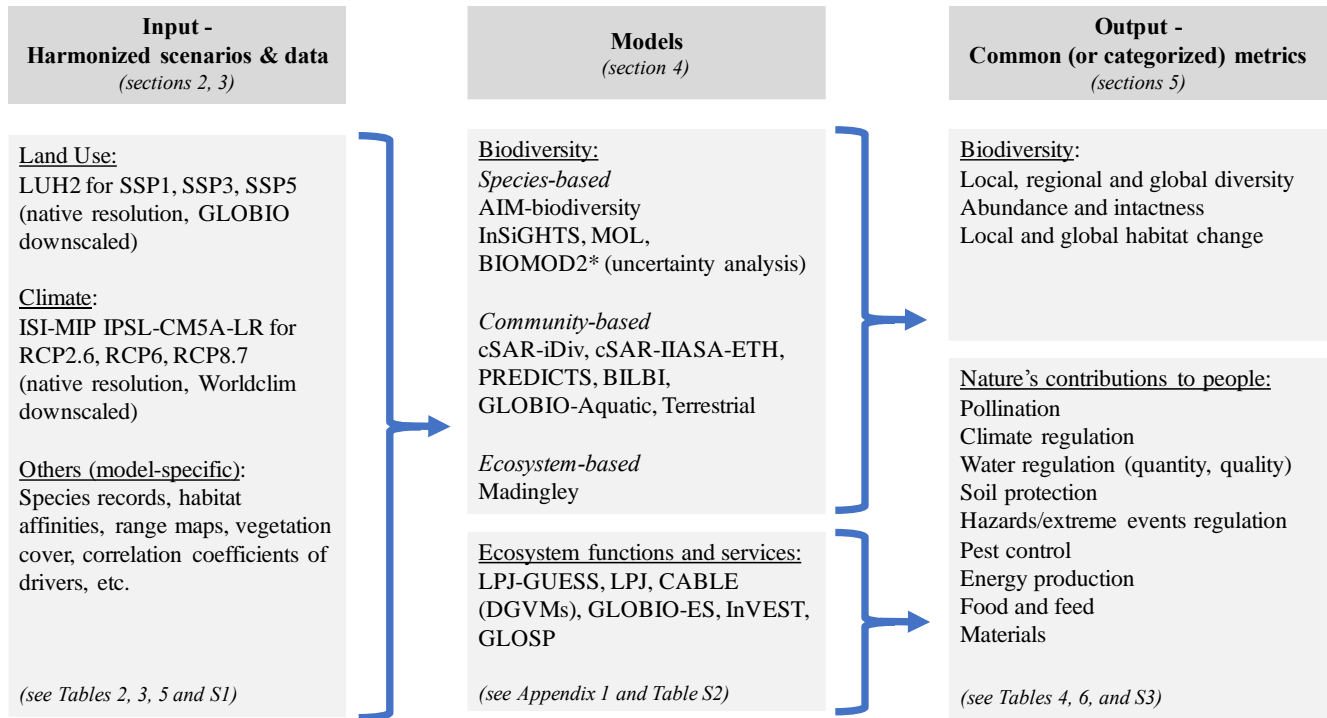 Input -
Harmonized scenarios & data
(sections 2, 3)
Land Use:
LUH2 for SSP1, SSP3, SSP5
(native resolution, GLOBIO
downscaled)
Climate:
ISI-MIP IPSL-CM5A-LR for
RCP2.6, RCP6, RCP8.7
(native resolution, Worldclim
downscaled)
Others (model-specific):
Species records, habitat
affinities, range maps, vegetation
cover, correlation coefficients of
drivers, etc.
(see Tables 2, 3, 5 and S1)
Models
(section 4)
Biodiversity:
Species-based
AIM-biodiversity
InSiGHTS, MOL,
BIOMOD2* (uncertainty analysis)
Community-based
cSAR-iDiv, cSAR-IIASA-ETH,
PREDICTS, BILBI,
GLOBIO-Aquatic, Terrestrial
Ecosystem-based
Madingley
Ecosystem functions and services:
LPJ-GUESS, LPJ, CABLE
(DGVMs), GLOBIO-ES, InVEST,
GLOSP
(see Appendix 1 and Table S2)
Output -
Common (or categorized) metrics
(sections 5)
Biodiversity:
Local, regional and global diversity
Abundance and intactness
Local and global habitat change
Nature's contributions to people:
Pollination
Climate regulation
Water regulation (quantity, quality)
Soil protection
Hazards/extreme events regulation
Pest control
Energy production
Food and feed
Materials
(see Tables 4, 6, and S3)